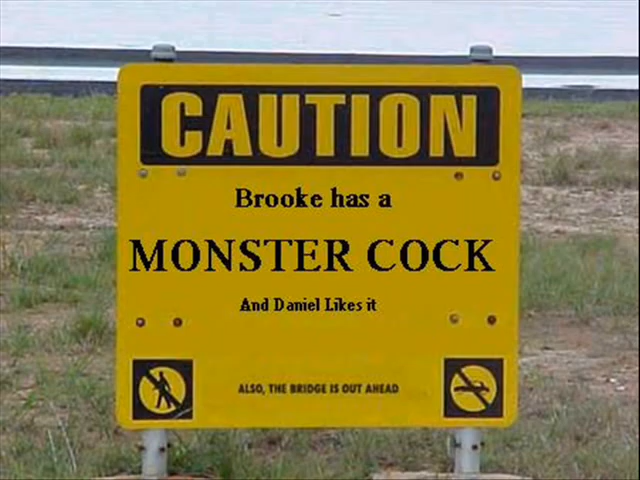 CAUTION
Brooke has a
MONSTER COCK
And Daniel Likes it
ALSO, THE BRIDGE IS OUT AHEAD